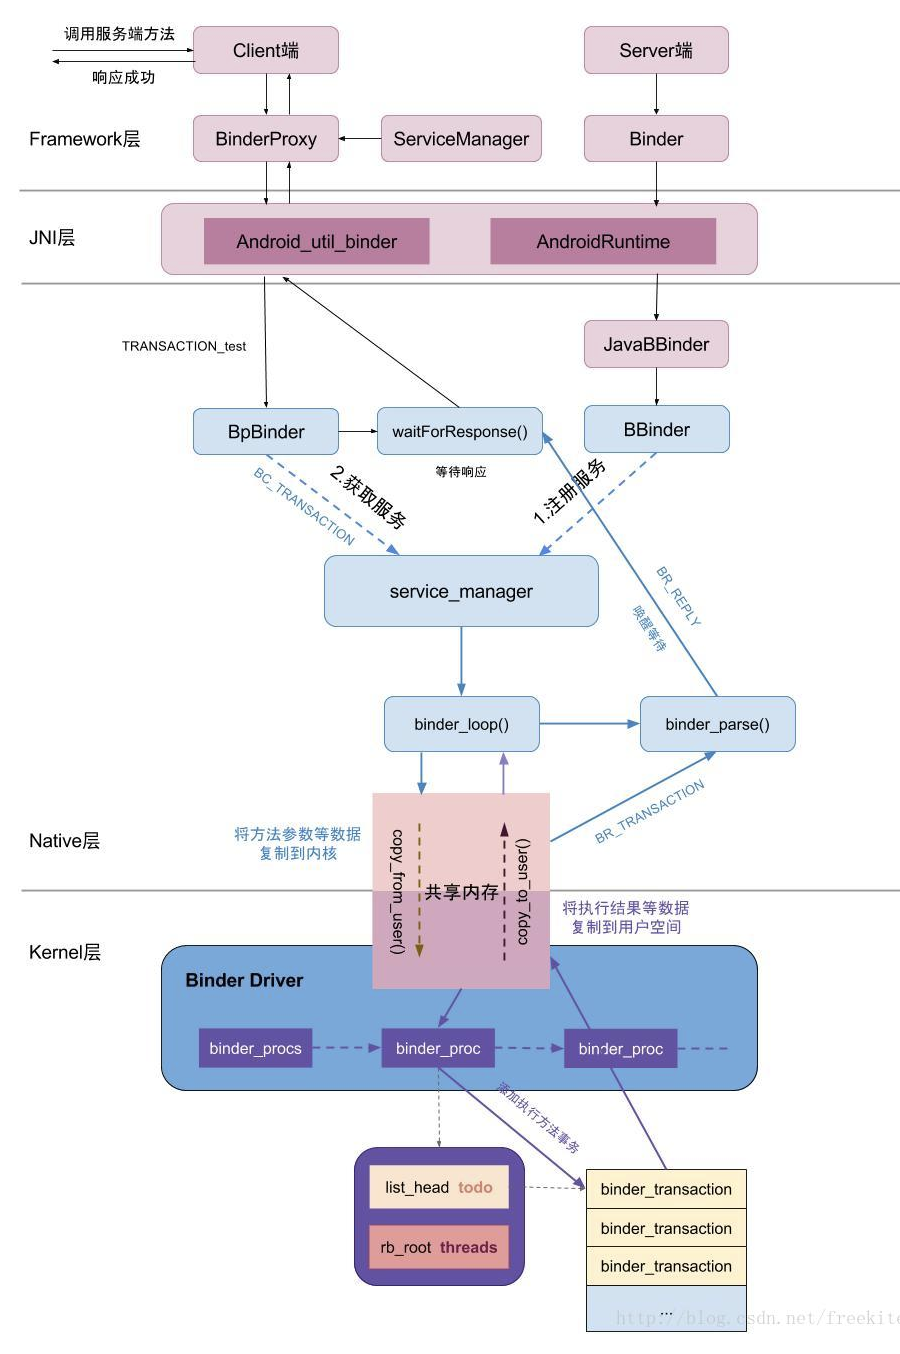 调用服务端方法
响应成功
Client端
Server端
Framework层
BinderProxy
ServiceManager
Binder
JNI层
Android_util_binder
AndroidRuntime
TRANSACTION_test
JavaBBinder
BpBinder
waitForResponse()
BBinder
等待响应
2.获取服务
BC_TRANSACTION
1.注册服务
service_manager
BR_REPLY
唤醒等待
binder_loop()
binder_parse()
BR_TRANSACTION
Native层
将方法参数等数据
复制到内核
copy_from_user()
共享内存
copy_to_user()
将执行结果等数据
复制到用户空间
Kernel层
Binder Driver
binder_procs
binder_proc
binder_proc
添加执行方法事务
list_head todo
rb_root threads
binder_transaction
binder_transaction
binder_transaction
...
http://blog.csdn.net/freekite